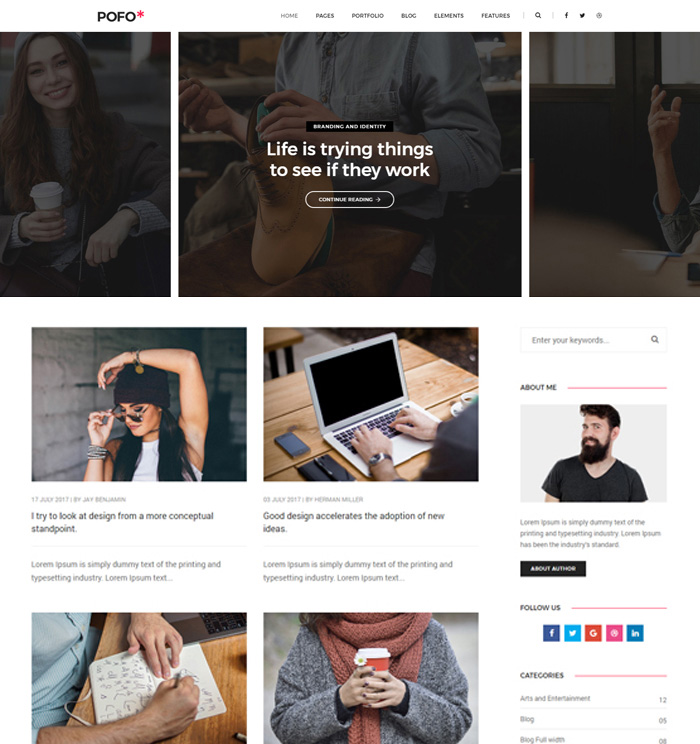 POFO*
HOME PAGES PORTFOLIO BLOG ELEMENTS FEATURES
BRANDING AND IDENTITY
Life is trying things
to see if they work
CONTINUE READING →
17 JULY 2017 | BY JAY BENJAMIN
I try to look at design from a more conceptual
standpoint.
Lorem Ipsum is simply dummy text of the printing and
typesetting industry. Lorem Ipsum text...
03 JULY 2017 | BY HERMAN MILLER
Good design accelerates the adoption of new
ideas.
Lorem Ipsum is simply dummy text of the printing and
typesetting industry. Lorem Ipsum text...
Enter your keywords...
ABOUT ME
Lorem Ipsum is simply dummy text of the
printing and typesetting industry. Lorem Ipsum
has been the industry's standard.
ABOUT AUTHOR
FOLLOW US
CATEGORIES
Arts and Entertainment 12
Blog 05
Blog Full width 08